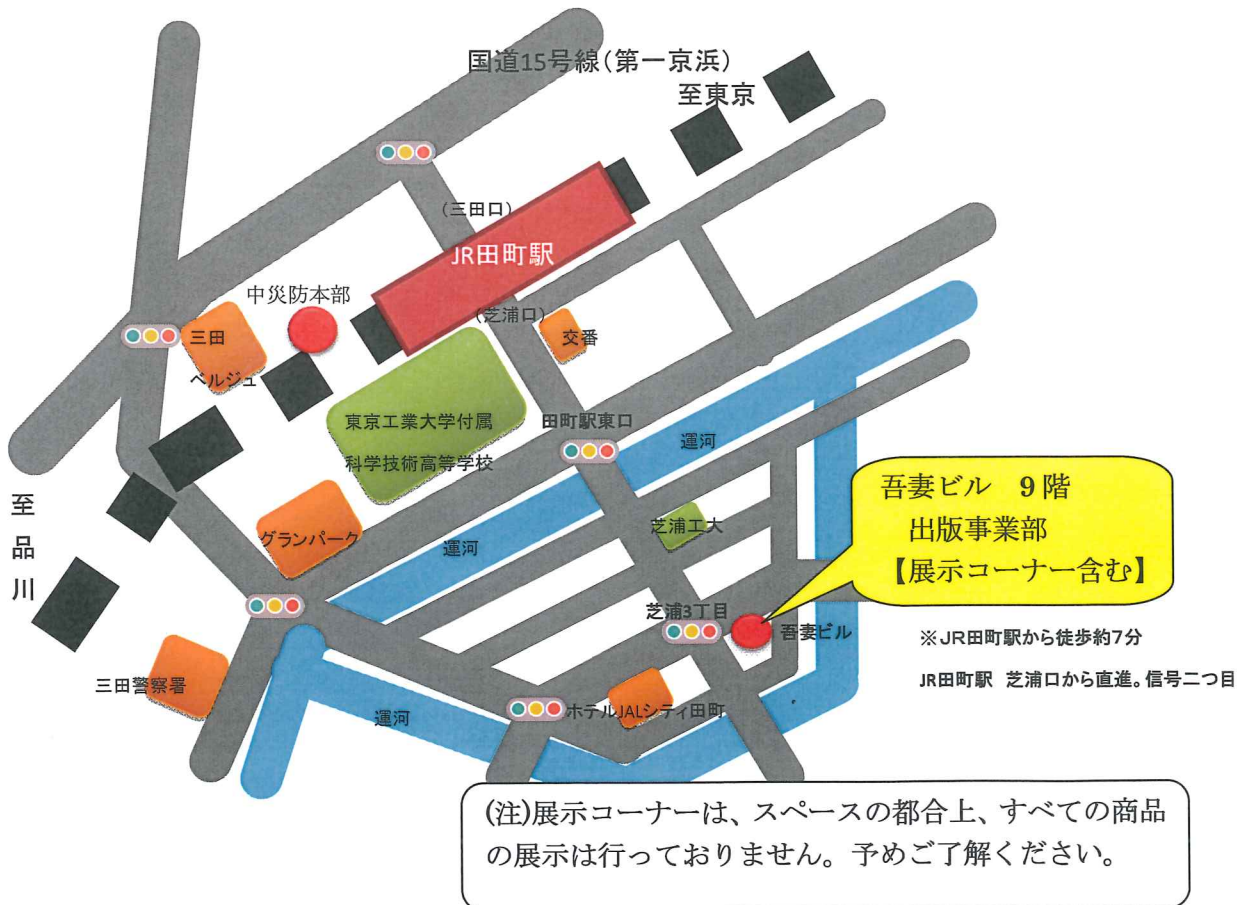 国道15号線(第一京浜)
至東京
(三田口)
JR田町駅
中災防本部
(芝浦口)
三田
ベルジュ
交番
東京工業大学付属
科学技術高等学校
田町駅東口
運河
至
品
川
グランパーク
運河
芝浦工大
吾妻ビル 9階
出版事業部
【展示コーナー含む】
芝浦3丁目
吾妻ビル
※JR田町駅から徒歩約7分
JR田町駅 芝浦口から直進。信号二つ目
三田警察署
運河
ホテルJALシティ田町
(注)展示コーナーは、スペースの都合上、すべての商品
の展示は行っておりません。予めご了解ください。